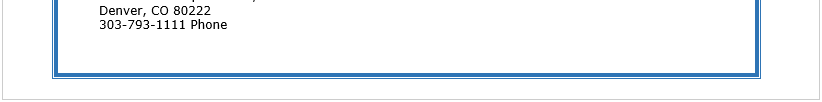 Denver, CO 80222
303-793-1111 Phone